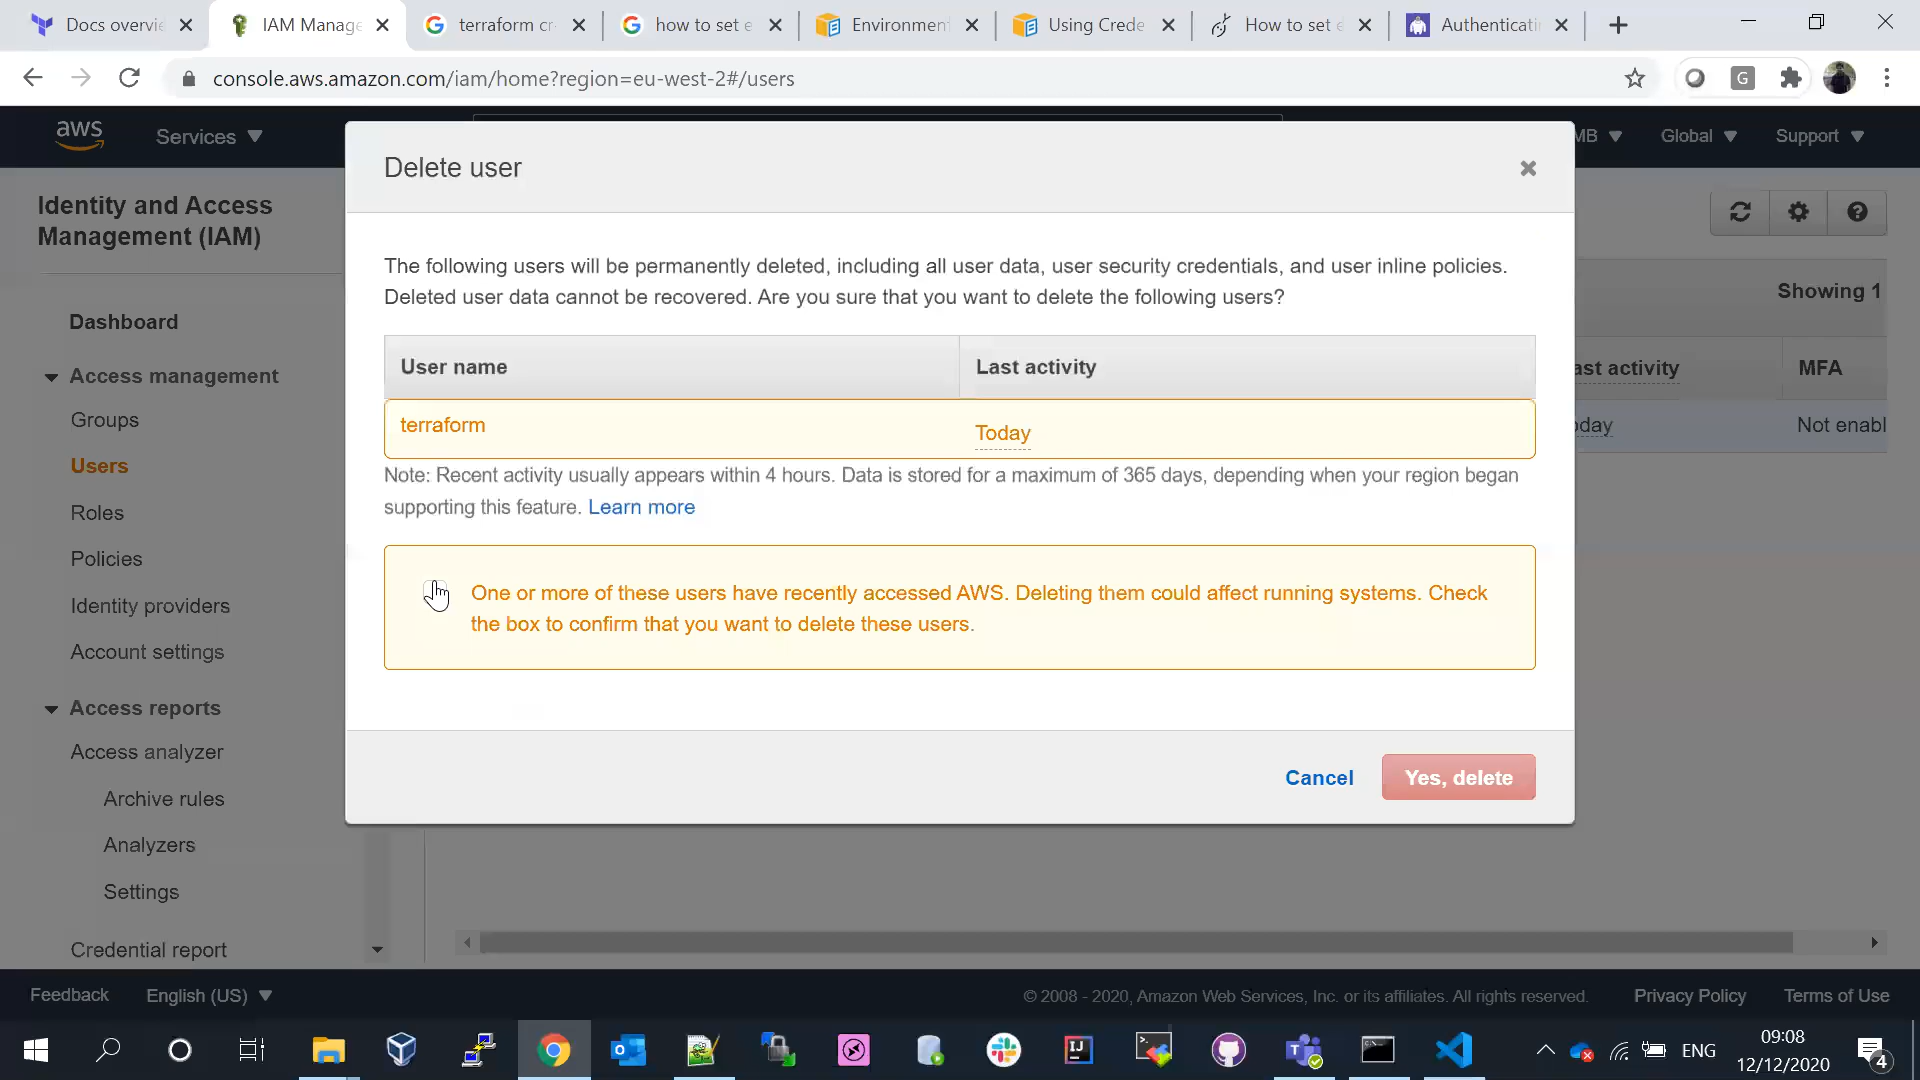 Docs overvie
IAM Manage
terraform cr
how to set e
Environmen
Using Crede
How to set e
Authenticati
console.aws.amazon.com/iam/home?region=eu-west-2#/users
G
aws
Services
MB
Global
Support
Identity and Access
Management (IAM)
Dashboard
Access management
Groups
Users
Roles
Policies
Identity providers
Account settings
Access reports
Access analyzer
Archive rules
Analyzers
Settings
Credential report
Delete user
The following users will be permanently deleted, including all user data, user security credentials, and user inline policies.
Deleted user data cannot be recovered. Are you sure that you want to delete the following users?
User name
Last activity
terraform
Today
Note: Recent activity usually appears within 4 hours. Data is stored for a maximum of 365 days, depending when your region began
supporting this feature. Learn more
One or more of these users have recently accessed AWS. Deleting them could affect running systems. Check
the box to confirm that you want to delete these users.
Cancel
Yes, delete
Showing 1
ast activity
MFA
oday
Not enabl
Feedback
English (US)
© 2008 - 2020, Amazon Web Services, Inc. or its affiliates. All rights reserved.
Privacy Policy
Terms of Use
IJ
ENG
09:08
12/12/2020
4